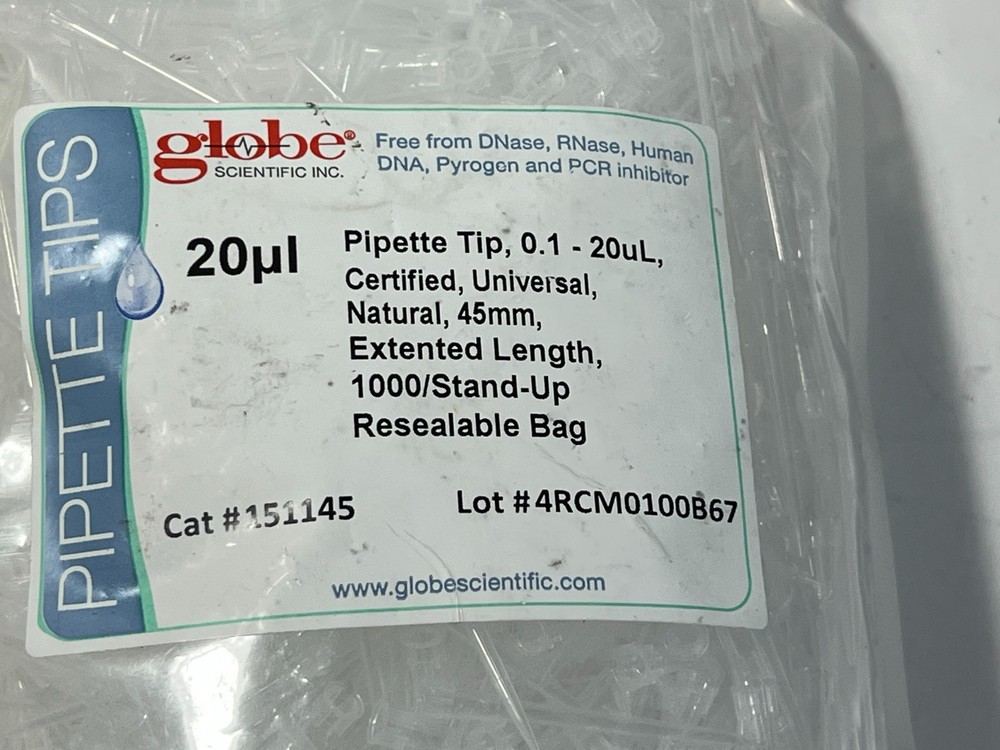 PIPETTE TIPS
globe®
SCIENTIFIC INC.
Free from DNase, RNase, Human
DNA, Pyrogen and PCR inhibitor
20µl
Pipette Tip, 0.1 - 20uL,
Certified, Universal,
Natural, 45mm,
Extented Length,
1000/Stand-Up
Resealable Bag
Cat #151145
Lot #4RCM0100B67
www.globescientific.com